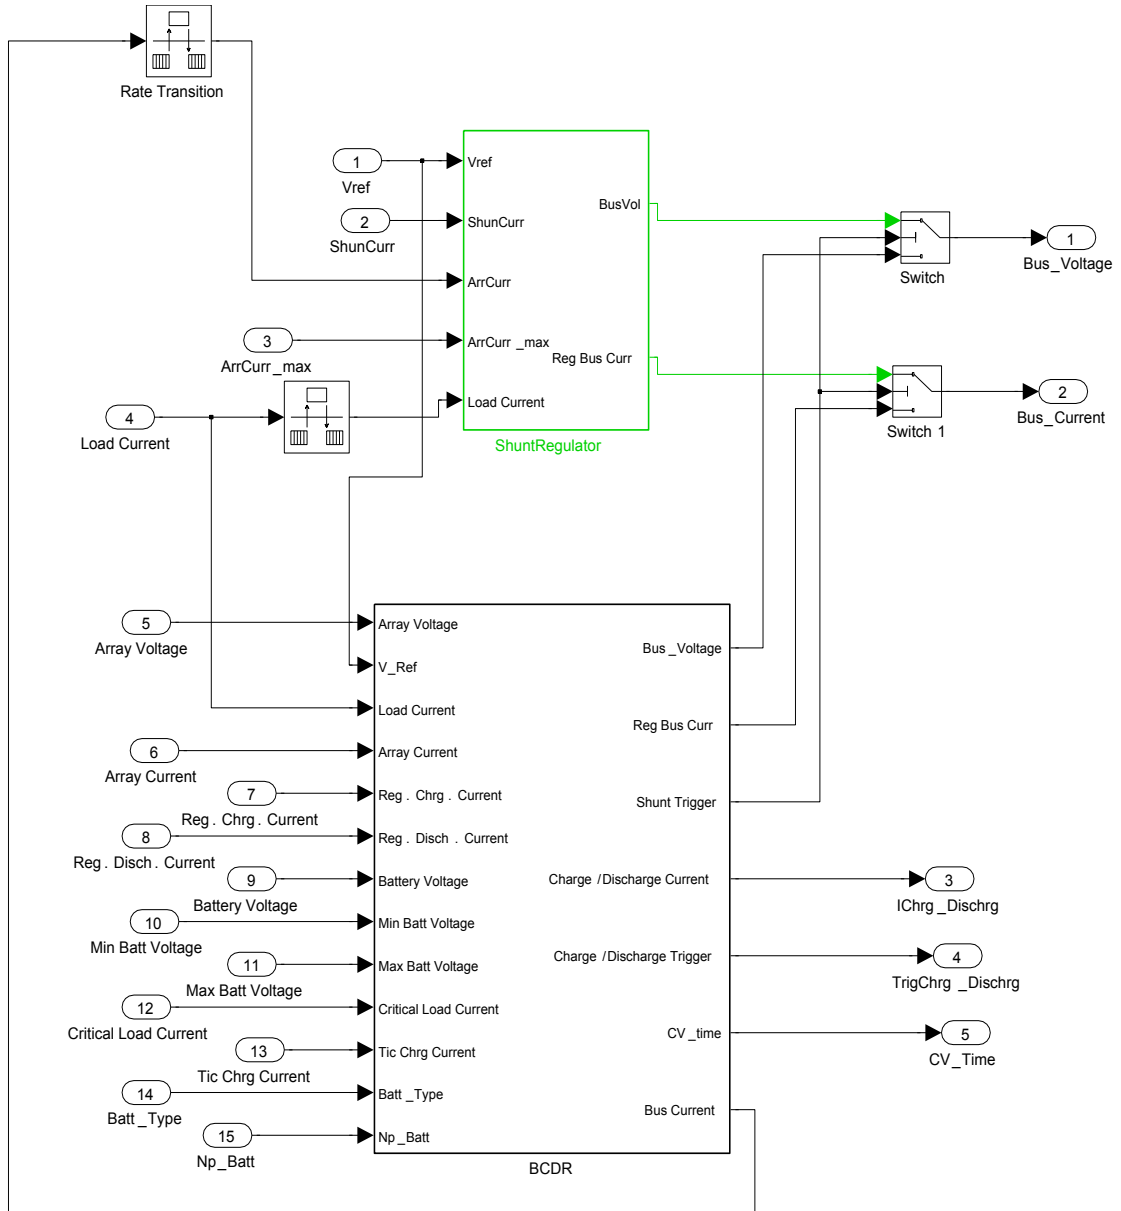 Rate Transition
1
Vref
2
ShunCurr
3
ArrCurr_max
4
Load Current
Vref
ShunCurr
ArrCurr
ArrCurr _max
Load Current
BusVol
Reg Bus Curr
ShuntRegulator
Switch
1
Bus_Voltage
Switch 1
2
Bus_Current
5
Array Voltage
6
Array Current
7
Reg . Chrg . Current
8
Reg . Disch . Current
9
Battery Voltage
10
Min Batt Voltage
11
Max Batt Voltage
12
Critical Load Current
13
Tic Chrg Current
14
Batt _Type
15
Np_Batt
Array Voltage
V_Ref
Load Current
Array Current
Reg . Chrg . Current
Reg . Disch . Current
Battery Voltage
Min Batt Voltage
Max Batt Voltage
Critical Load Current
Tic Chrg Current
Batt _Type
Np_Batt
Bus _Voltage
Reg Bus Curr
Shunt Trigger
Charge /Discharge Current
Charge /Discharge Trigger
CV_time
Bus Current
BCDR
3
IChrg _Dischrg
4
TrigChrg _Dischrg
5
CV_Time